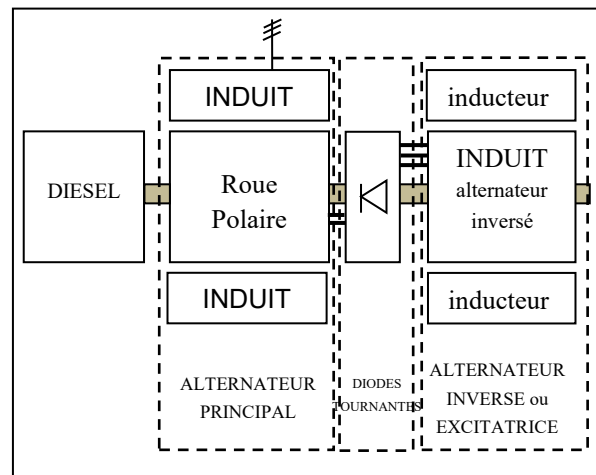 INDUIT
inducteur
DIESEL
Roue
Polaire
INDUIT
alternateur
inversé
INDUIT
inducteur
ALTERNATEUR
PRINCIPAL
DIODES
TOURNANTES
ALTERNATEUR
INVERSE ou
EXCITATRICE